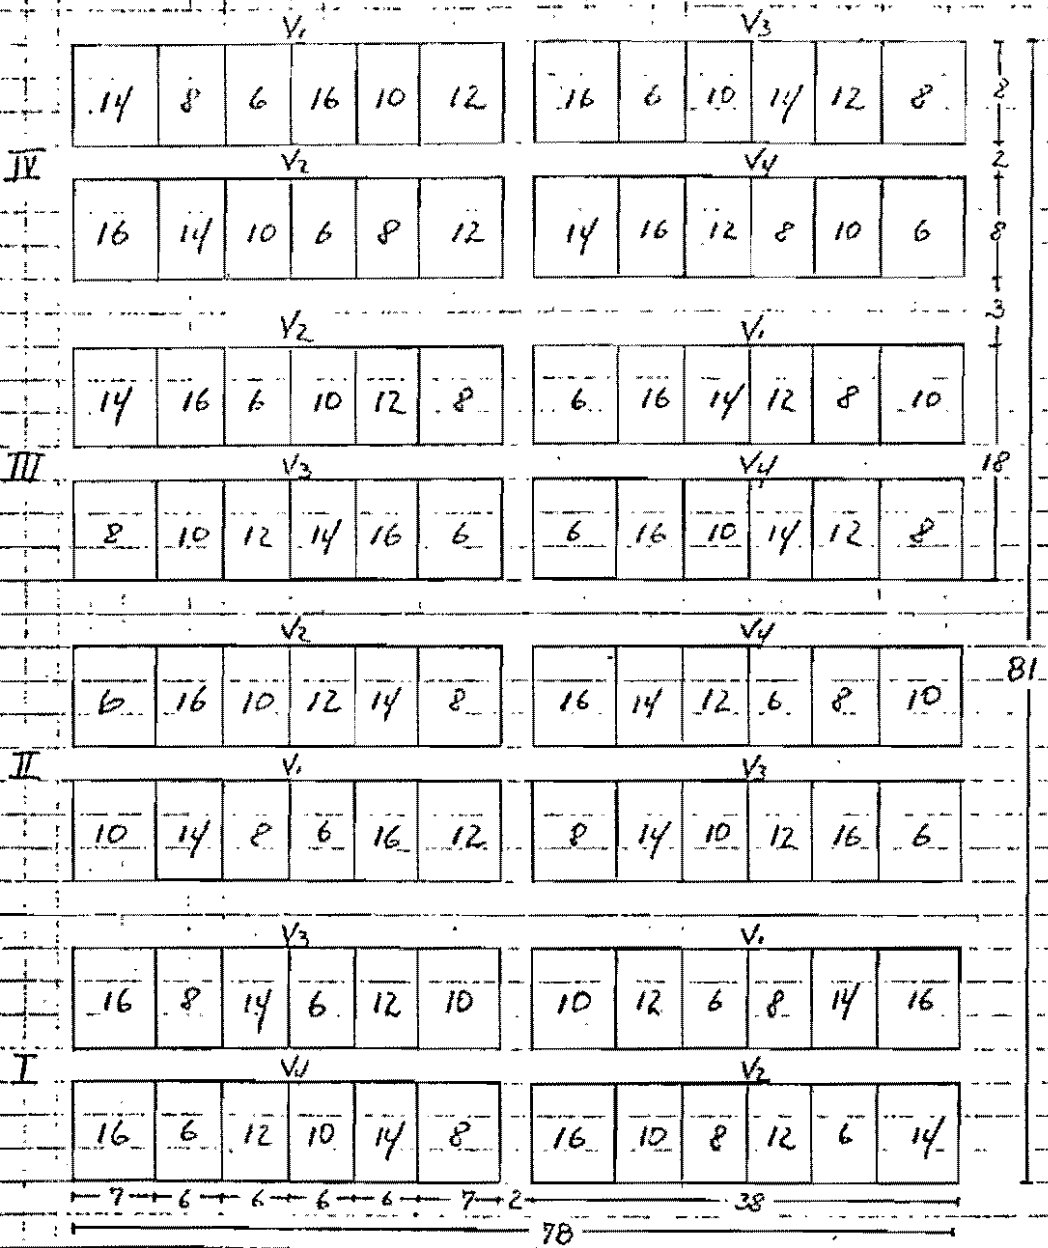 V1 V3
14 8 6 16 10 12 16 6 10 14 12 8 8
IV V2 V4 2
16 14 10 6 8 12 14 16 12 8 10 6 8
3
V2 V1
14 16 6 10 12 8 6 16 14 12 8 10
III V3 V4 18
8 10 12 14 16 6 6 16 10 14 12 8
V2 V4
6 16 10 12 14 8 16 14 12 6 8 10 81
II V1 V3
10 14 8 6 16 12 8 14 10 12 16 6
V3 V1
16 8 14 6 12 10 10 12 6 8 14 16
I V4 V2
16 6 12 10 14 8 16 10 8 12 6 14
7 6 6 6 6 7 2 38
78